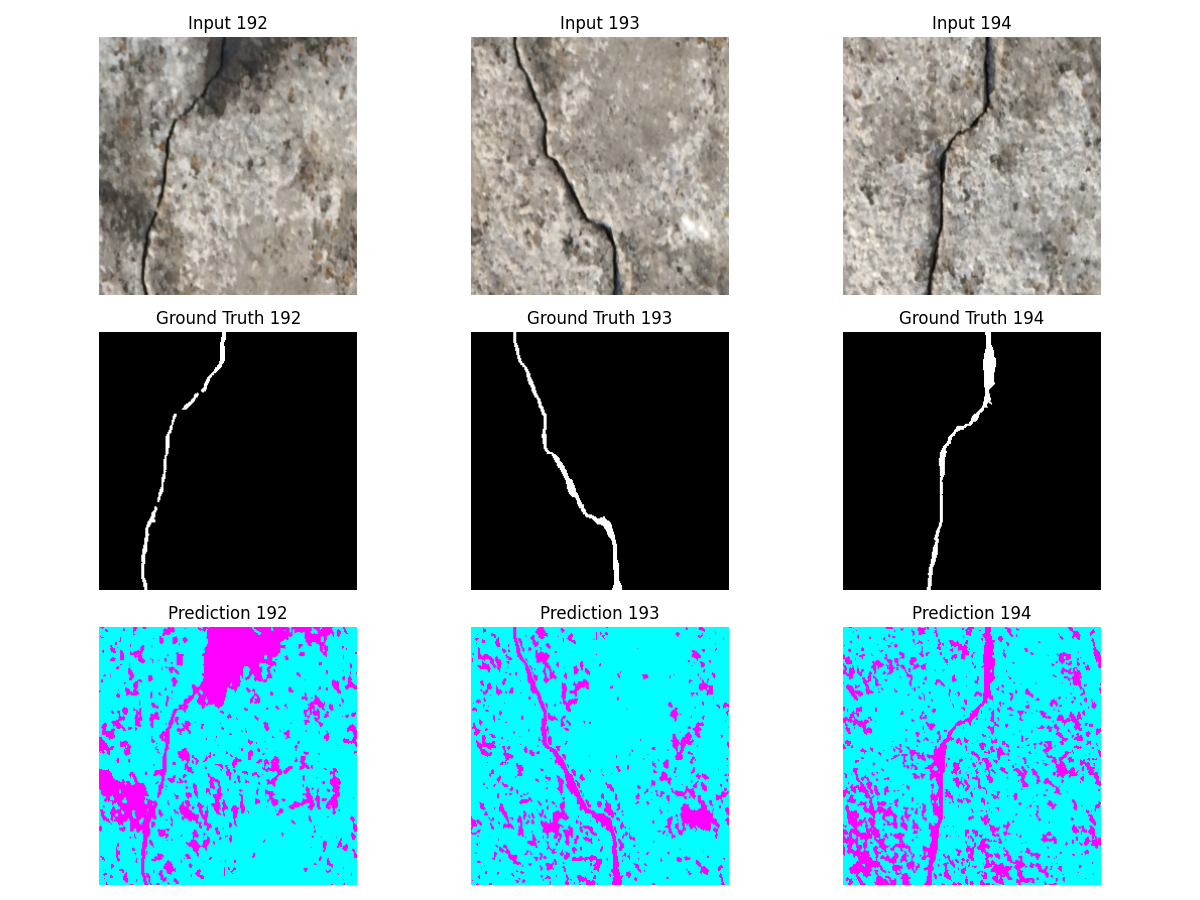 Input 192
Input 193
Input 194
Ground Truth 192
Ground Truth 193
Ground Truth 194
Prediction 192
Prediction 193
Prediction 194